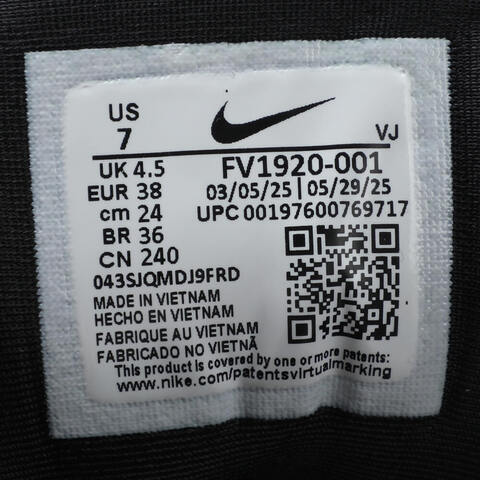 US
7
VJ
UK 4.5
FV1920-001
EUR 38
03/05/25 | 05/29/25
cm 24
UPC 00197600769717
BR 36
CN 240
043SJQMDJ9FRD
MADE IN VIETNAM
HECHO EN VIETNAM
FABRIQUE AU VIETNAM
FABRICADO NO VIETNÃ
This product is covered by one or more patents:
www.nike.com/patentsvirtualmarking